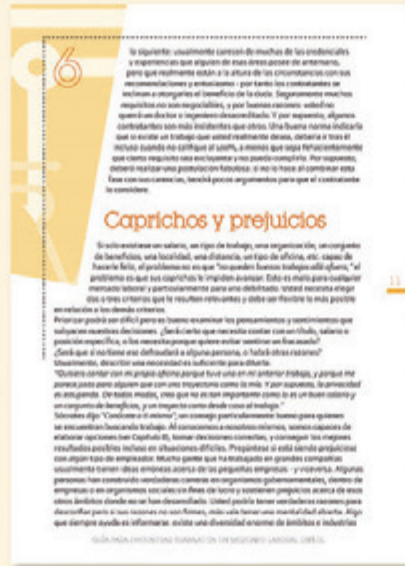 6
lo siguiente: usualmente carecen de muchas de las credenciales
y experiencias que alguien de esas áreas posee de antemano,
pero que realmente están a la altura de las circunstancias con sus
recomendaciones y entusiasmo - por tanto los contratantes se
inclinan a otorgarles el beneficio de la duda. Seguramente muchos
requisitos no son negociables, y por buenas razones: usted no
querrá un doctor o ingeniero desacreditado. Y por supuesto, algunos
contratantes son más insistentes que otros. Una buena norma indicaría
que si existe un trabajo que usted realmente desea, debería ir tras él
incluso cuando no califique al 100%, a menos que sepa fehacientemente
que cierto requisito sea excluyente y no pueda cumplirlo. Por supuesto,
deberá realizar una postulación fabulosa: si no lo hace al combinar esta
fase con sus carencias, tendrá pocos argumentos para que el contratante
lo considere.
Caprichos y prejuicios
Si solo existiese un salario, un tipo de trabajo, una organización, un conjunto
de beneficios, una localidad, una distancia, un tipo de oficina, etc. capaz de
hacerle feliz, el problema no es que "no queden buenos trabajos allá afuera," el
problema es que sus caprichos le impiden avanzar. Esto es malo para cualquier
mercado laboral y particularmente para uno debilitado. Usted necesita elegir
dos o tres criterios que le resulten relevantes y debe ser flexible lo más posible
en relación a los demás criterios.
Priorizar podría ser difícil pero es bueno examinar los pensamientos y sentimientos que
subyacen nuestras decisiones. ¿Será cierto que necesita contar con un título, salario o
posición específica, o los necesita porque quiere evitar sentirse un fracasado?
¿Será que si no tiene eso defraudará a alguna persona, o habrá otras razones?
Usualmente, describir una necesidad es suficiente para diluirla.
"Quisiera contar con mi propia oficina porque tuve una en mi anterior trabajo, y porque me
parece justo para alguien que con una trayectoria como la mía. Y por supuesto, la privacidad
es estupenda. De todos modos, creo que no es tan importante como lo es un buen salario y
un conjunto de beneficios, y un trayecto corto desde casa al trabajo."
Sócrates dijo "Conócete a ti mismo", un consejo particularmente bueno para quienes
se encuentran buscando trabajo. Al conocernos a nosotros mismos, somos capaces de
elaborar opciones (ver Capítulo 8), tomar decisiones correctas, y conseguir los mejores
resultados posibles incluso en situaciones difíciles. Pregúntese si está siendo prejuicioso
con algún tipo de empleador. Mucha gente que ha trabajado en grandes compañías
usualmente tienen ideas erróneas acerca de las pequeñas empresas - y viceversa. Algunas
personas han construido verdaderas carreras en organismos gubernamentales, dentro de
empresas o en organismos sociales sin fines de lucro y sostienen prejuicios acerca de esos
otros ámbitos donde no se han desarrollado. Usted podría tener verdaderas razones para
desconfiar pero si sus razones no son firmes, más vale tener una mentalidad abierta. Algo
que siempre ayuda es informarse: existe una diversidad enorme de ámbitos e industrias
11